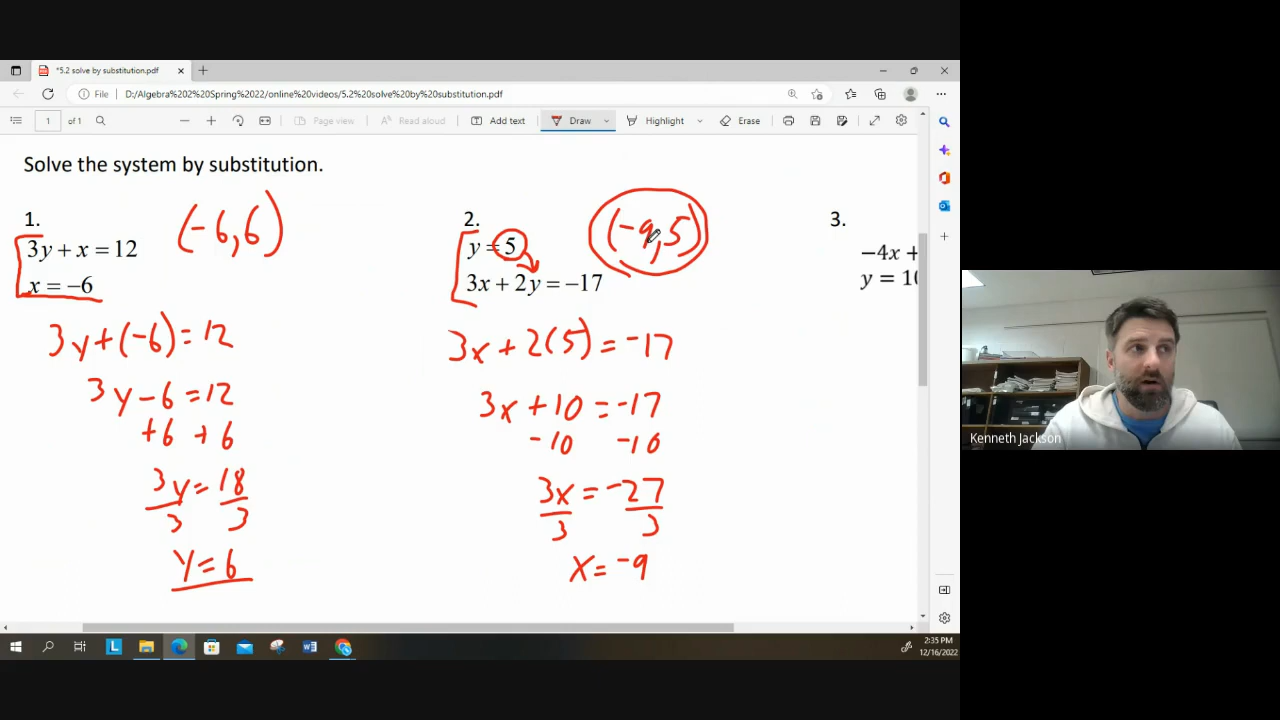 *5.2 solve by substitution.pdf
File D:/Algebra%202%20Spring%2022/online%20videos/5.2%20solve%20by%20substitution.pdf
1 of 1 Page view Read aloud Add text Draw Highlight Erase
Solve the system by substitution.
1.
(-6,6)
3y + x = 12
x = −6
3y+(-6)=12
3y-6=12
+6 +6
3y=18
3 3
y=6
2.
(-9,5)
y = 5
3x + 2y = −17
3x+2(5)=-17
3x+10=-17
-10 -10
3x=-27
3 3
x=-9
3.
−4x +
y = 10
Kenneth Jackson
2:35 PM
12/16/2022